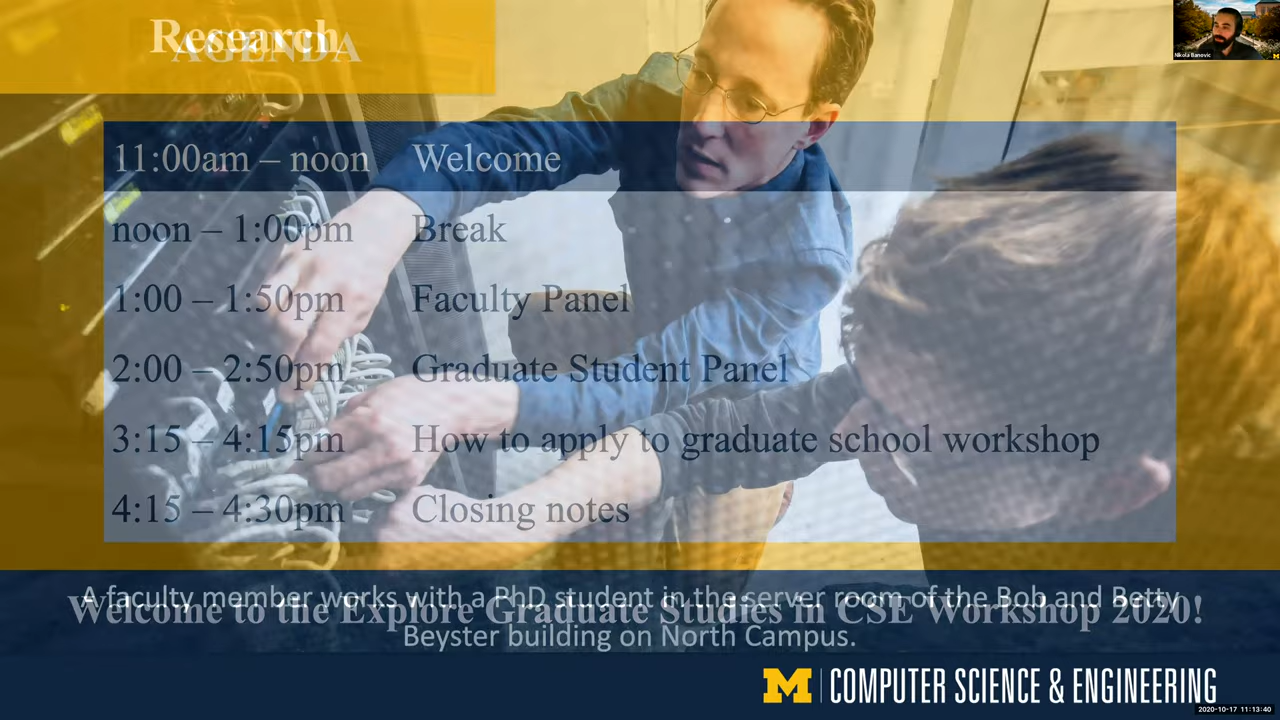 Research
AGENDA
Nikola Banovic
11:00am – noon Welcome
noon – 1:00pm Break
1:00 – 1:50pm Faculty Panel
2:00 – 2:50pm Graduate Student Panel
3:15 – 4:15pm How to apply to graduate school workshop
4:15 – 4:30pm Closing notes
A faculty member works with a PhD student in the server room of the Bob and Betty
Beyster building on North Campus.
Welcome to the Explore Graduate Studies in CSE Workshop 2020!
M COMPUTER SCIENCE & ENGINEERING
2020-10-17 11:13:40